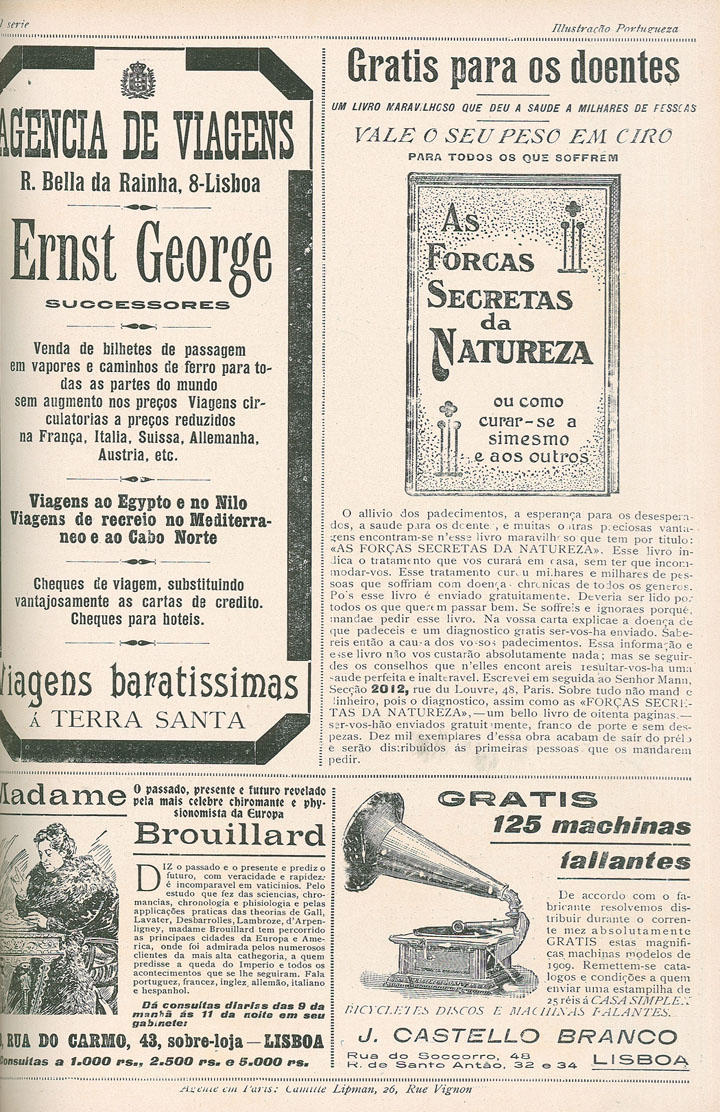 serie
Illustração Portugueza
AGENCIA DE VIAGENS
R. Bella da Rainha, 8-Lisboa
Ernst George
SUCCESSORES
Venda de bilhetes de passagem
em vapores e caminhos de ferro para to-
das as partes do mundo
sem augmento nos preços Viagens cir-
culatorias a preços reduzidos
na França, Italia, Suissa, Allemanha,
Austria, etc.
Viagens ao Egypto e no Nilo
Viagens de recreio no Mediterra-
neo e ao Cabo Norte
Cheques de viagem, substituindo
vantajosamente as cartas de credito.
Cheques para hoteis.
Viagens baratissimas
Á TERRA SANTA
Gratis para os doentes
UM LIVRO MARAVILHOSO QUE DEU A SAUDE A MILHARES DE PESSOAS
VALE O SEU PESO EM OIRO
PARA TODOS OS QUE SOFFREM
AS
FORCAS
SECRETAS
da
NATUREZA
ou como
curar-se a
simesmo
e aos outros
O allivio dos padecimentos, a esperança para os desespera-
dos, a saude para os doentes, e muitas outras preciosas vanta-
gens encontram-se n'esse livro maravilhoso que tem por titulo:
«AS FORÇAS SECRETAS DA NATUREZA». Esse livro in-
dica o tratamento que vos curará em casa, sem ter que incom-
modar-vos. Esse tratamento curou milhares e milhares de pes-
soas que soffriam com doenças chronicas de todos os generos.
Pois esse livro é enviado gratuitamente. Deveria ser lido por
todos os que querem passar bem. Se soffreis e ignoraes porqué,
mandae pedir esse livro. Na vossa carta explicae a doença de
que padeceis e um diagnostico gratis ser-vos-ha enviado. Sabe-
reis então a causa dos vossos padecimentos. Esta informação e
esse livro não vos custarão absolutamente nada; mas se seguir-
des os conselhos que n'elles encontrareis resultar-vos-ha uma
saude perfeita e inalteravel. Escrevei em seguida ao Senhor Mann,
Secção 2012, rue du Louvre, 48, Paris. Sobre tudo não mandeis
dinheiro, pois o diagnostico, assim como as «FORÇAS SECRE-
TAS DA NATUREZA»,—um bello livro de oitenta paginas.—
ser-vos-hão enviados gratuitamente, franco de porte e sem des-
pezas. Dez mil exemplares d'essa obra acabam de sair do prélo
e serão distribuidos ás primeiras pessoas que os mandarem
pedir.
Madame
O passado, presente e futuro revelado
pela mais celebre chiromante e phy-
sionomista da Europa
Brouillard
DIZ o passado e o presente e prediz o
futuro, com veracidade e rapidez:
é incomparavel em vaticinios. Pelo
estudo que fez das sciencias, chro-
mancias, chronologia e phisiologia e pelas
applicações praticas das theorias de Gall,
Lavater, Desbarrolles, Lambroze, d'Arpen-
ligney, madame Brouillard tem percorrido
as principaes cidades da Europa e Ame-
rica, onde foi admirada pelos numerosos
clientes da mais alta cathegoria, a quem
predisse a queda do Imperio e todos os
acontecimentos que se lhe seguiram. Fala
portuguez, francez, inglez, allemão, italiano
e hespanhol.
Dá consultas diarias das 9 da
manhã ás 11 da noite em seu
gabinete:
RUA DO CARMO, 43, sobre-loja — LISBOA
Consultas a 1.000 rs., 2.500 rs. e 5.000 rs.
GRATIS
125 machinas
fallantes
De accordo com o fa-
bricante resolvemos dis-
tribuir durante o corren-
te mez absolutamente
GRATIS estas magnifi-
cas machinas modelos de
1909. Remettem-se cata-
logos e condições a quem
enviar uma estampilha de
25 réis á CASA SIMPLEX
BICYCLETES DISCOS E MACHINAS FALANTES.
J. CASTELLO BRANCO
Rua do Soccorro, 48
R. de Santo Antão, 32 e 34
LISBOA
Agente em Paris: Camille Lipman, 26, Rue Vignon